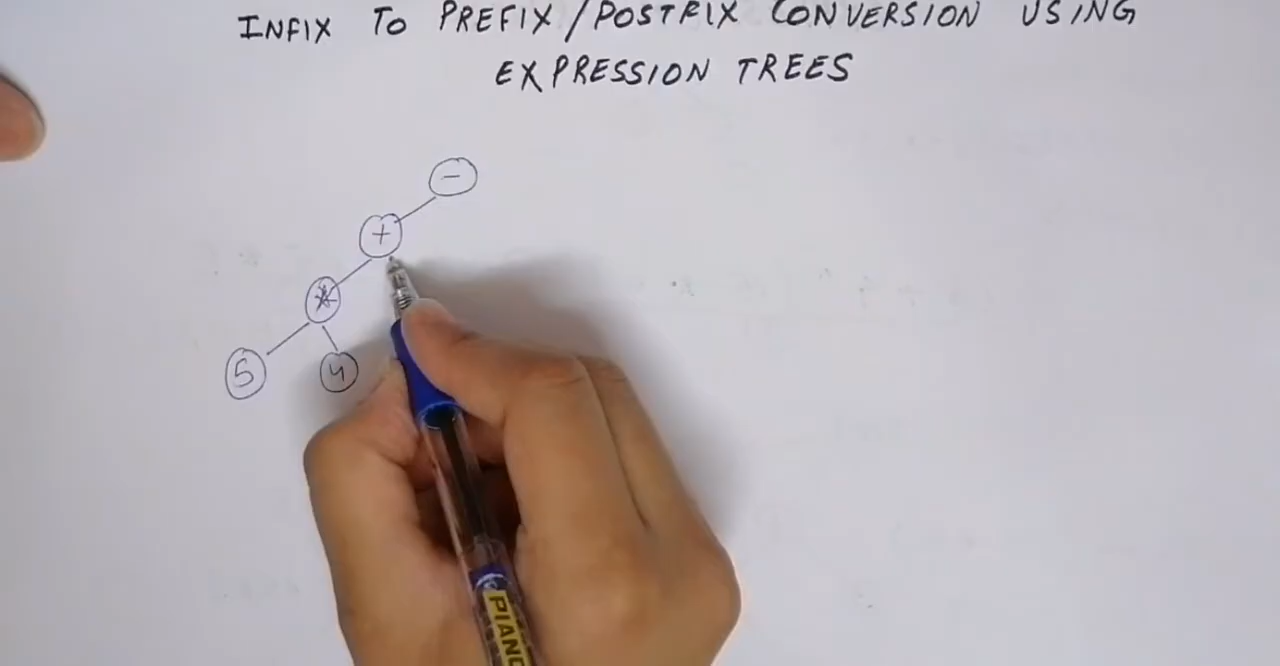 INFIX TO PREFIX/POSTFIX CONVERSION USING
EXPRESSION TREES
-
+
*
5 4
PIANO